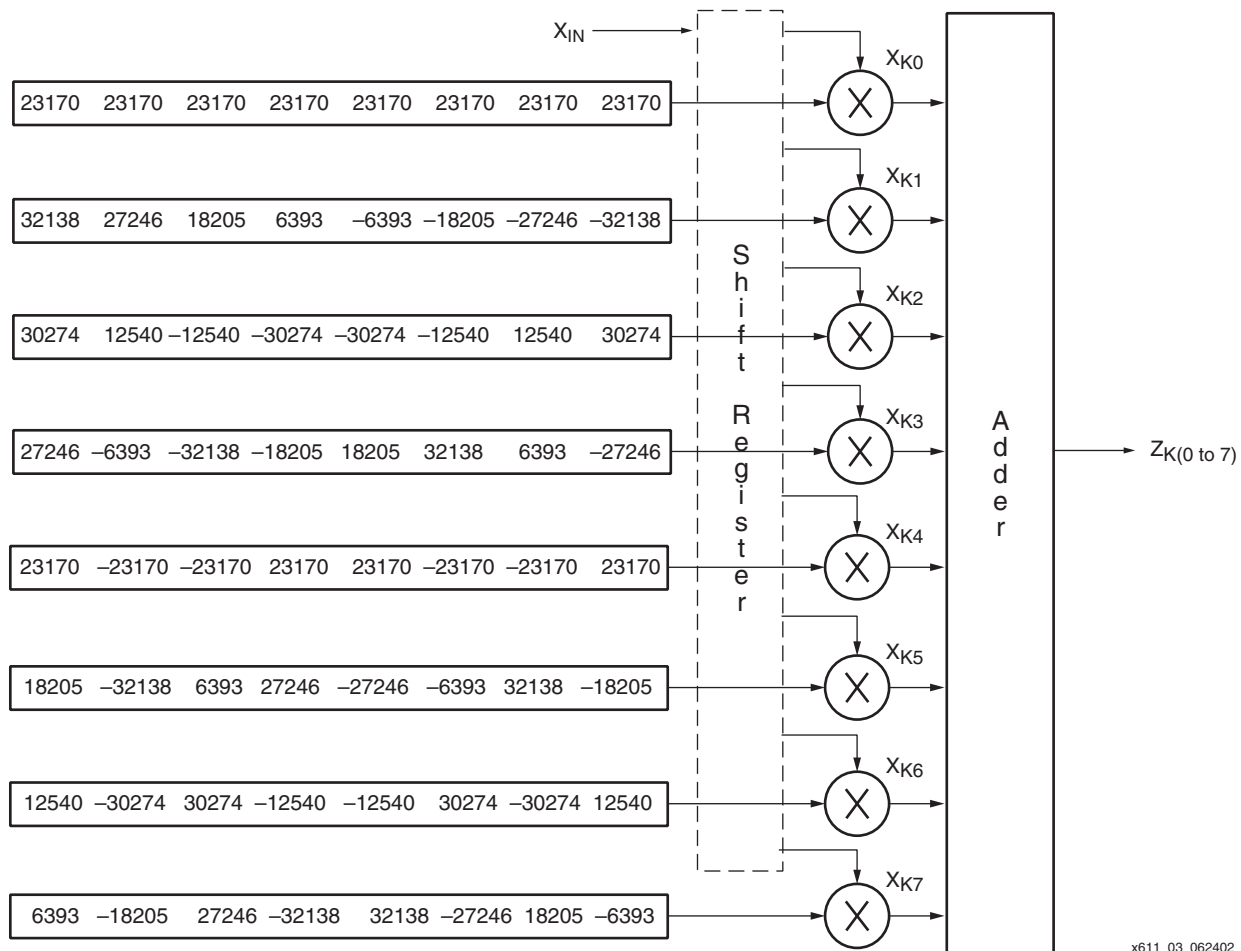 X_IN
X_K0
23170 23170 23170 23170 23170 23170 23170 23170
X_K1
32138 27246 18205 6393 –6393 –18205 –27246 –32138
X_K2
30274 12540 –12540 –30274 –30274 –12540 12540 30274
X_K3
27246 –6393 –32138 –18205 18205 32138 6393 –27246
X_K4
23170 –23170 –23170 23170 23170 –23170 –23170 23170
X_K5
18205 –32138 6393 27246 –27246 –6393 32138 –18205
X_K6
12540 –30274 30274 –12540 –12540 30274 –30274 12540
X_K7
6393 –18205 27246 –32138 32138 –27246 18205 –6393
Shift Register
Adder
Z_K(0 to 7)
x611_03_062402